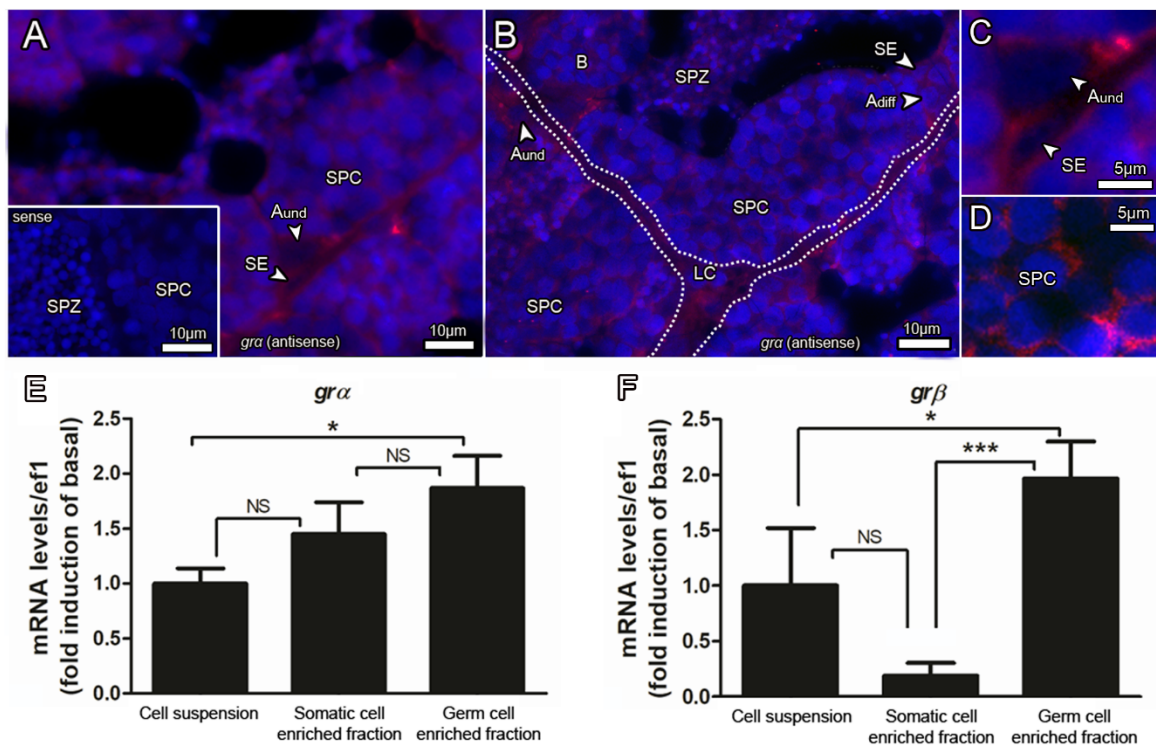 A
SPC
Aund
SE
sense
SPZ
SPC
10µm
grα (antisense)
10µm
B
B
SPZ
SE
Adiff
Aund
SPC
LC
SPC
grα (antisense)
10µm
C
Aund
SE
5µm
D
5µm
SPC
E
grα
mRNA levels/ef1
(fold induction of basal)
2.5
2.0
1.5
1.0
0.5
0.0
*
NS
NS
Cell suspension
Somatic cell
enriched fraction
Germ cell
enriched fraction
F
grβ
mRNA levels/ef1
(fold induction of basal)
2.5
2.0
1.5
1.0
0.5
0.0
*
***
NS
Cell suspension
Somatic cell
enriched fraction
Germ cell
enriched fraction